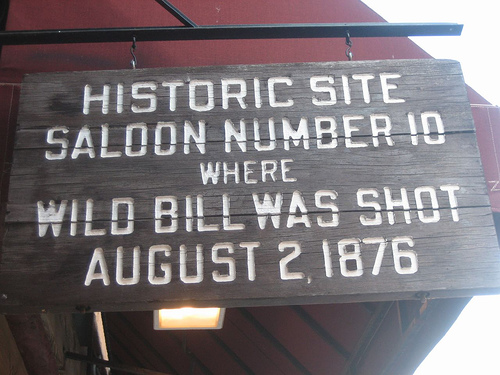 HISTORIC SITE
SALOON NUMBER 10
WHERE
WILD BILL WAS SHOT
AUGUST 2, 1876